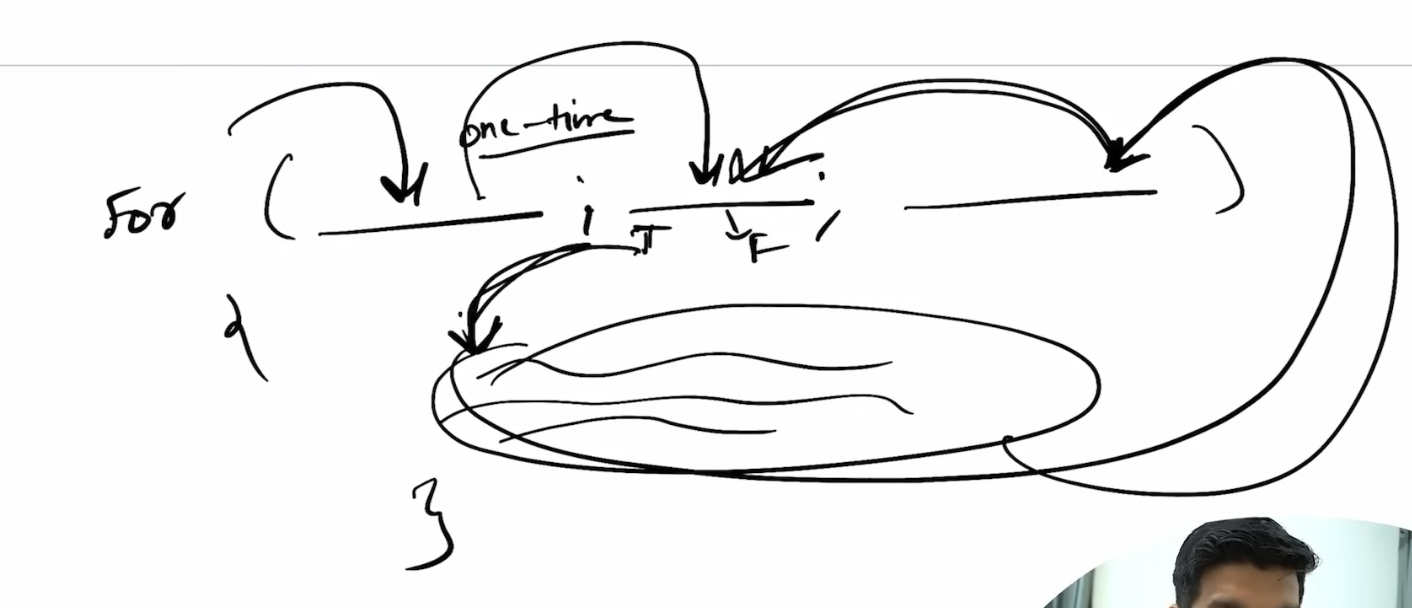 one-time
For ( ; ; )
T F
{
}